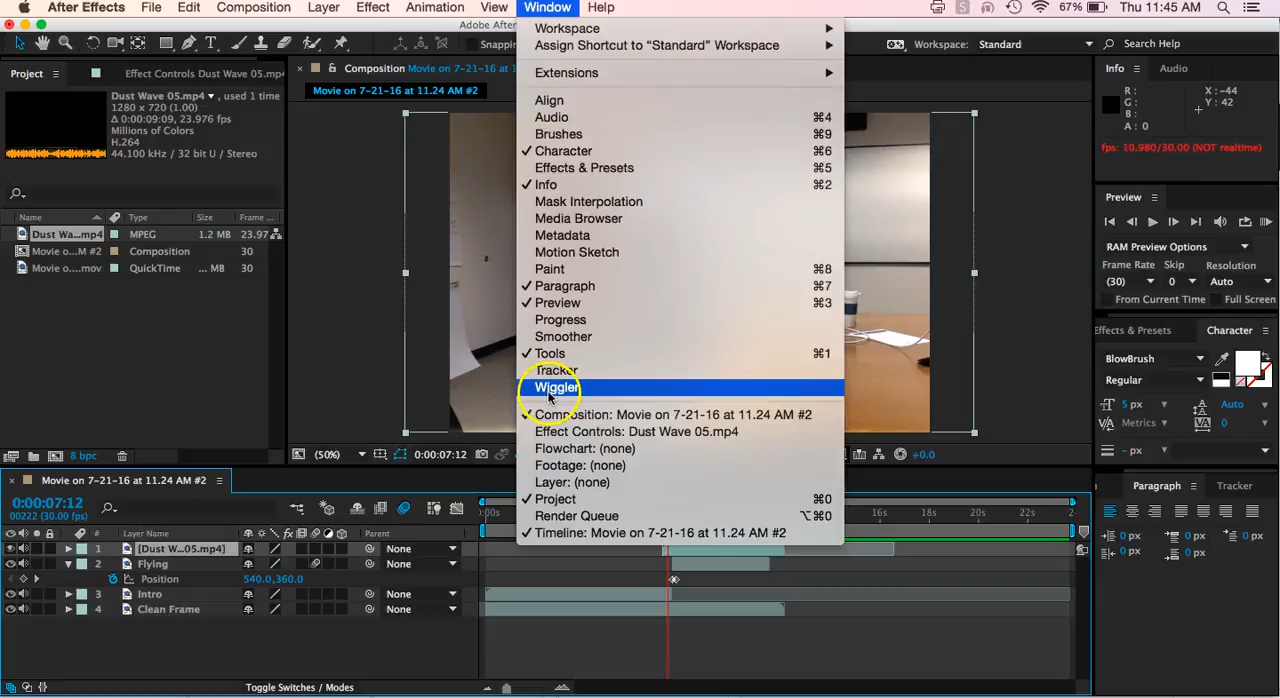 After Effects File Edit Composition Layer Effect Animation View Window Help 67% Thu 11:45 AM
Adobe After
Snapping Workspace: Standard Search Help
Project Effect Controls Dust Wave 05.mp4
Composition Movie on 7-21-16 at 1
Movie on 7-21-16 at 11.24 AM #2
Dust Wave 05.mp4 , used 1 time
1280 x 720 (1.00)
Δ 0:00:09:09, 23.976 fps
Millions of Colors
H.264
44.100 kHz / 32 bit U / Stereo
Name Type Size Frame ...
Dust Wa...mp4 MPEG 1.2 MB 23.97
Movie o...M #2 Composition 30
Movie o....mov QuickTime ... MB 30
8 bpc
Workspace
Assign Shortcut to “Standard” Workspace
Extensions
Align
Audio ⌘4
Brushes ⌘9
✓ Character ⌘6
Effects & Presets ⌘5
✓ Info ⌘2
Mask Interpolation
Media Browser
Metadata
Motion Sketch
Paint ⌘8
✓ Paragraph ⌘7
✓ Preview ⌘3
Progress
Smoother
✓ Tools ⌘1
Tracker
Wiggler
✓ Composition: Movie on 7-21-16 at 11.24 AM #2
Effect Controls: Dust Wave 05.mp4
Flowchart: (none)
Footage: (none)
Layer: (none)
✓ Project ⌘0
Render Queue ⌥⌘0
✓ Timeline: Movie on 7-21-16 at 11.24 AM #2
(50%) 0:00:07:12 +0.0
Info Audio
R : X : -44
G : Y : 42
B :
A : 0
fps: 10.980/30.00 (NOT realtime)
Preview
RAM Preview Options
Frame Rate Skip Resolution
(30) 0 Auto
From Current Time Full Screen
Effects & Presets Character
BlowBrush
Regular
5 px Auto
Metrics 0
- px
Paragraph Tracker
0 px 0 px 0 px
0 px 0 px
Movie on 7-21-16 at 11.24 AM #2
0:00:07:12
00222 (30.00 fps)
Layer Name Parent
1 [Dust W...05.mp4] None
2 Flying None
Position 540.0,360.0
3 Intro None
4 Clean Frame None
:00s 16s 18s 20s 22s 2
Toggle Switches / Modes